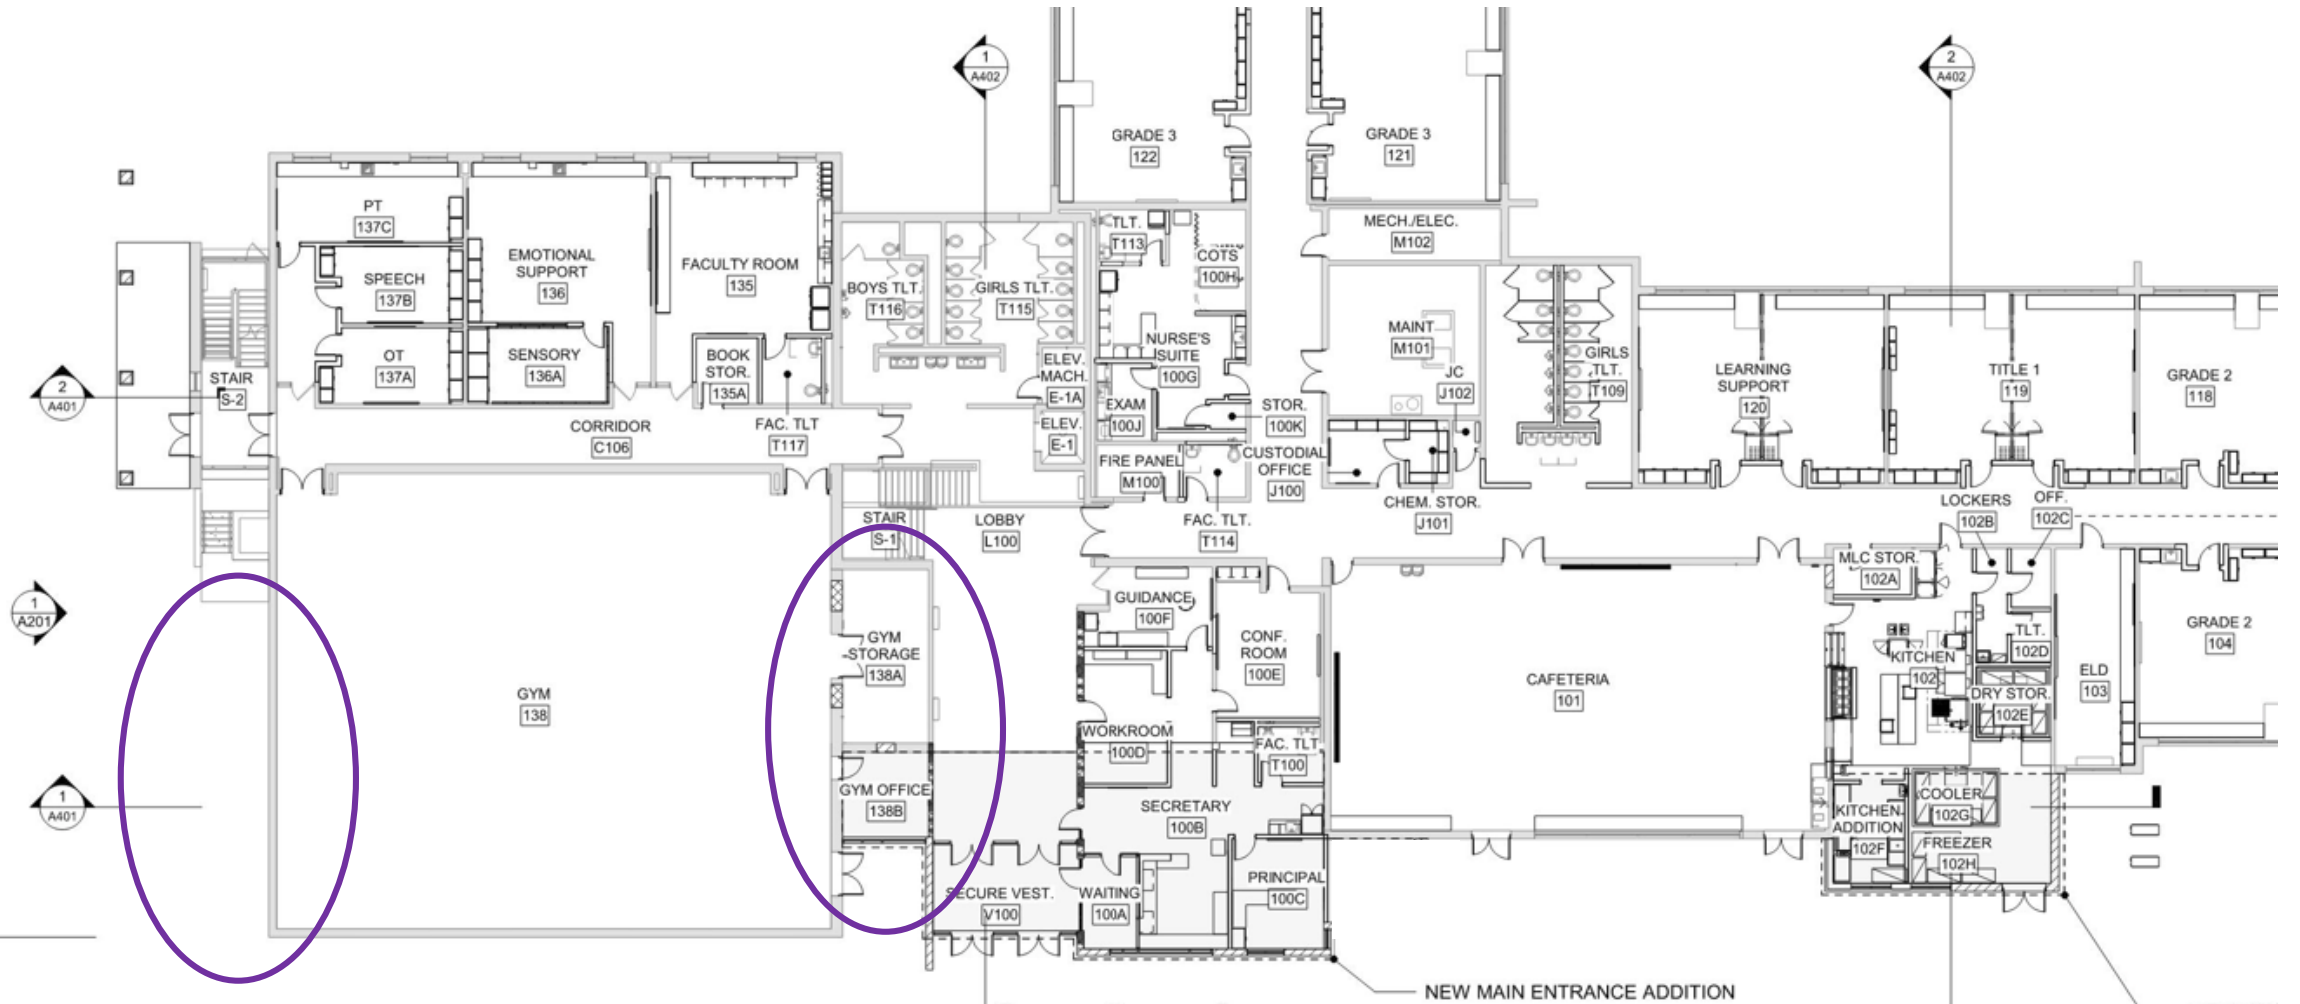 1
A402
2
A402
GRADE 3
122
GRADE 3
121
PT
137C
SPEECH
137B
OT
137A
EMOTIONAL
SUPPORT
136
SENSORY
136A
FACULTY ROOM
135
BOOK
STOR.
135A
FAC. TLT
T117
BOYS TLT.
T116
GIRLS TLT.
T115
ELEV.
MACH.
E-1A
ELEV.
E-1
TLT.
T113
COTS
100H
NURSE'S
SUITE
100G
EXAM
100J
STOR.
100K
FIRE PANEL
M100
FAC. TLT.
T114
CUSTODIAL
OFFICE
J100
MECH./ELEC.
M102
MAINT
M101
JC
J102
CHEM. STOR.
J101
GIRLS
TLT.
T109
LEARNING
SUPPORT
120
TITLE 1
119
GRADE 2
118
2
A401
STAIR
S-2
CORRIDOR
C106
STAIR
S-1
LOBBY
L100
LOCKERS
102B
OFF.
102C
MLC STOR.
102A
1
A201
GYM
138
GYM
STORAGE
138A
GYM OFFICE
138B
GUIDANCE
100F
CONF.
ROOM
100E
WORKROOM
100D
FAC. TLT
T100
CAFETERIA
101
KITCHEN
102
TLT.
102D
DRY STOR.
102E
ELD
103
GRADE 2
104
1
A401
SECRETARY
100B
SECURE VEST.
V100
WAITING
100A
PRINCIPAL
100C
KITCHEN
ADDITION
102F
COOLER
102G
FREEZER
102H
NEW MAIN ENTRANCE ADDITION